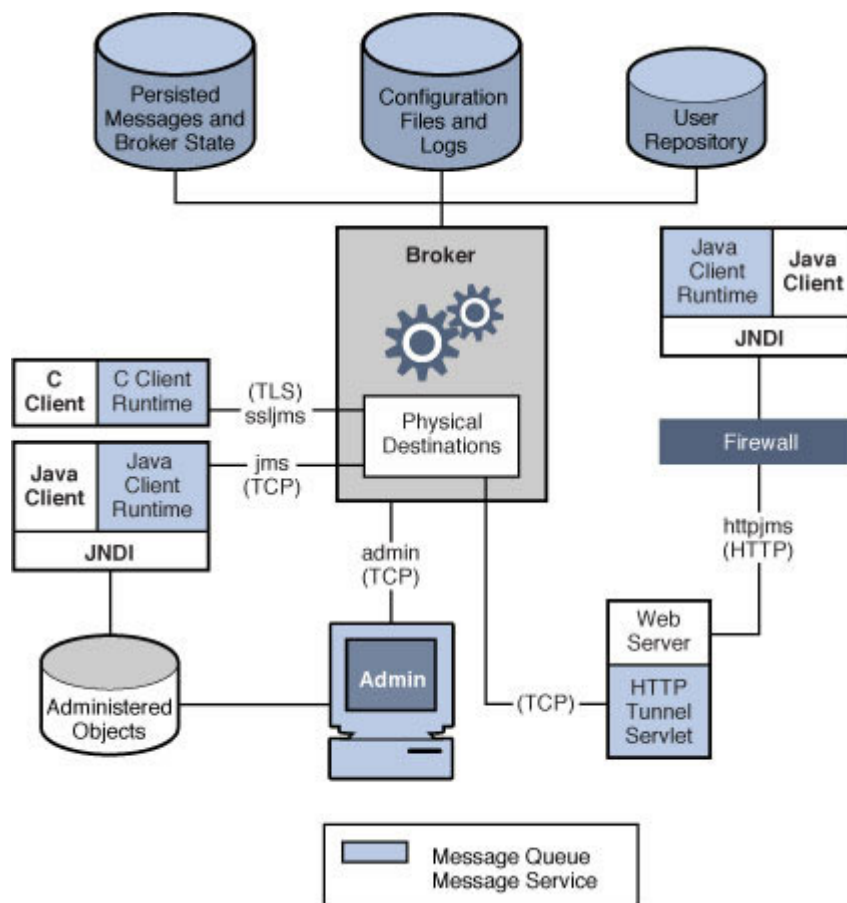 Persisted
Messages and
Broker State
Configuration
Files and
Logs
User
Repository
Broker
Java
Client
Runtime
Java
Client
JNDI
C
Client
C Client
Runtime
(TLS)
ssljms
Physical
Destinations
Firewall
Java
Client
Java
Client
Runtime
jms
(TCP)
JNDI
admin
(TCP)
httpjms
(HTTP)
Web
Server
Admin
(TCP)
HTTP
Tunnel
Servlet
Administered
Objects
Message Queue
Message Service